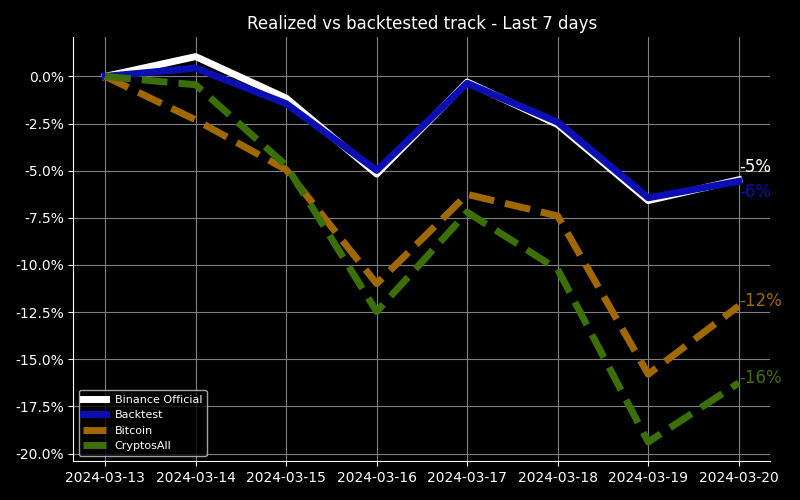 Realized vs backtested track - Last 7 days
0.0%
-2.5%
-5.0%
-7.5%
-10.0%
-12.5%
-15.0%
-17.5%
-20.0%
-5%
-6%
-12%
-16%
Binance Official
Backtest
Bitcoin
CryptosAll
2024-03-13 2024-03-14 2024-03-15 2024-03-16 2024-03-17 2024-03-18 2024-03-19 2024-03-20